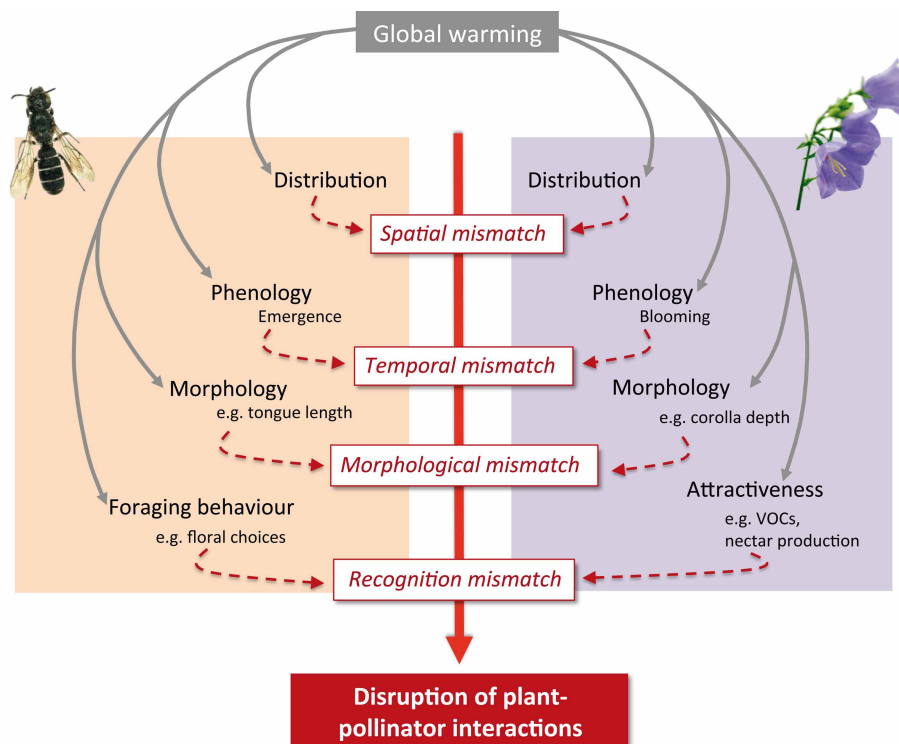 Global warming
Distribution
Distribution
Spatial mismatch
Phenology
Emergence
Phenology
Blooming
Temporal mismatch
Morphology
e.g. tongue length
Morphology
e.g. corolla depth
Morphological mismatch
Foraging behaviour
e.g. floral choices
Attractiveness
e.g. VOCs,
nectar production
Recognition mismatch
Disruption of plant-
pollinator interactions